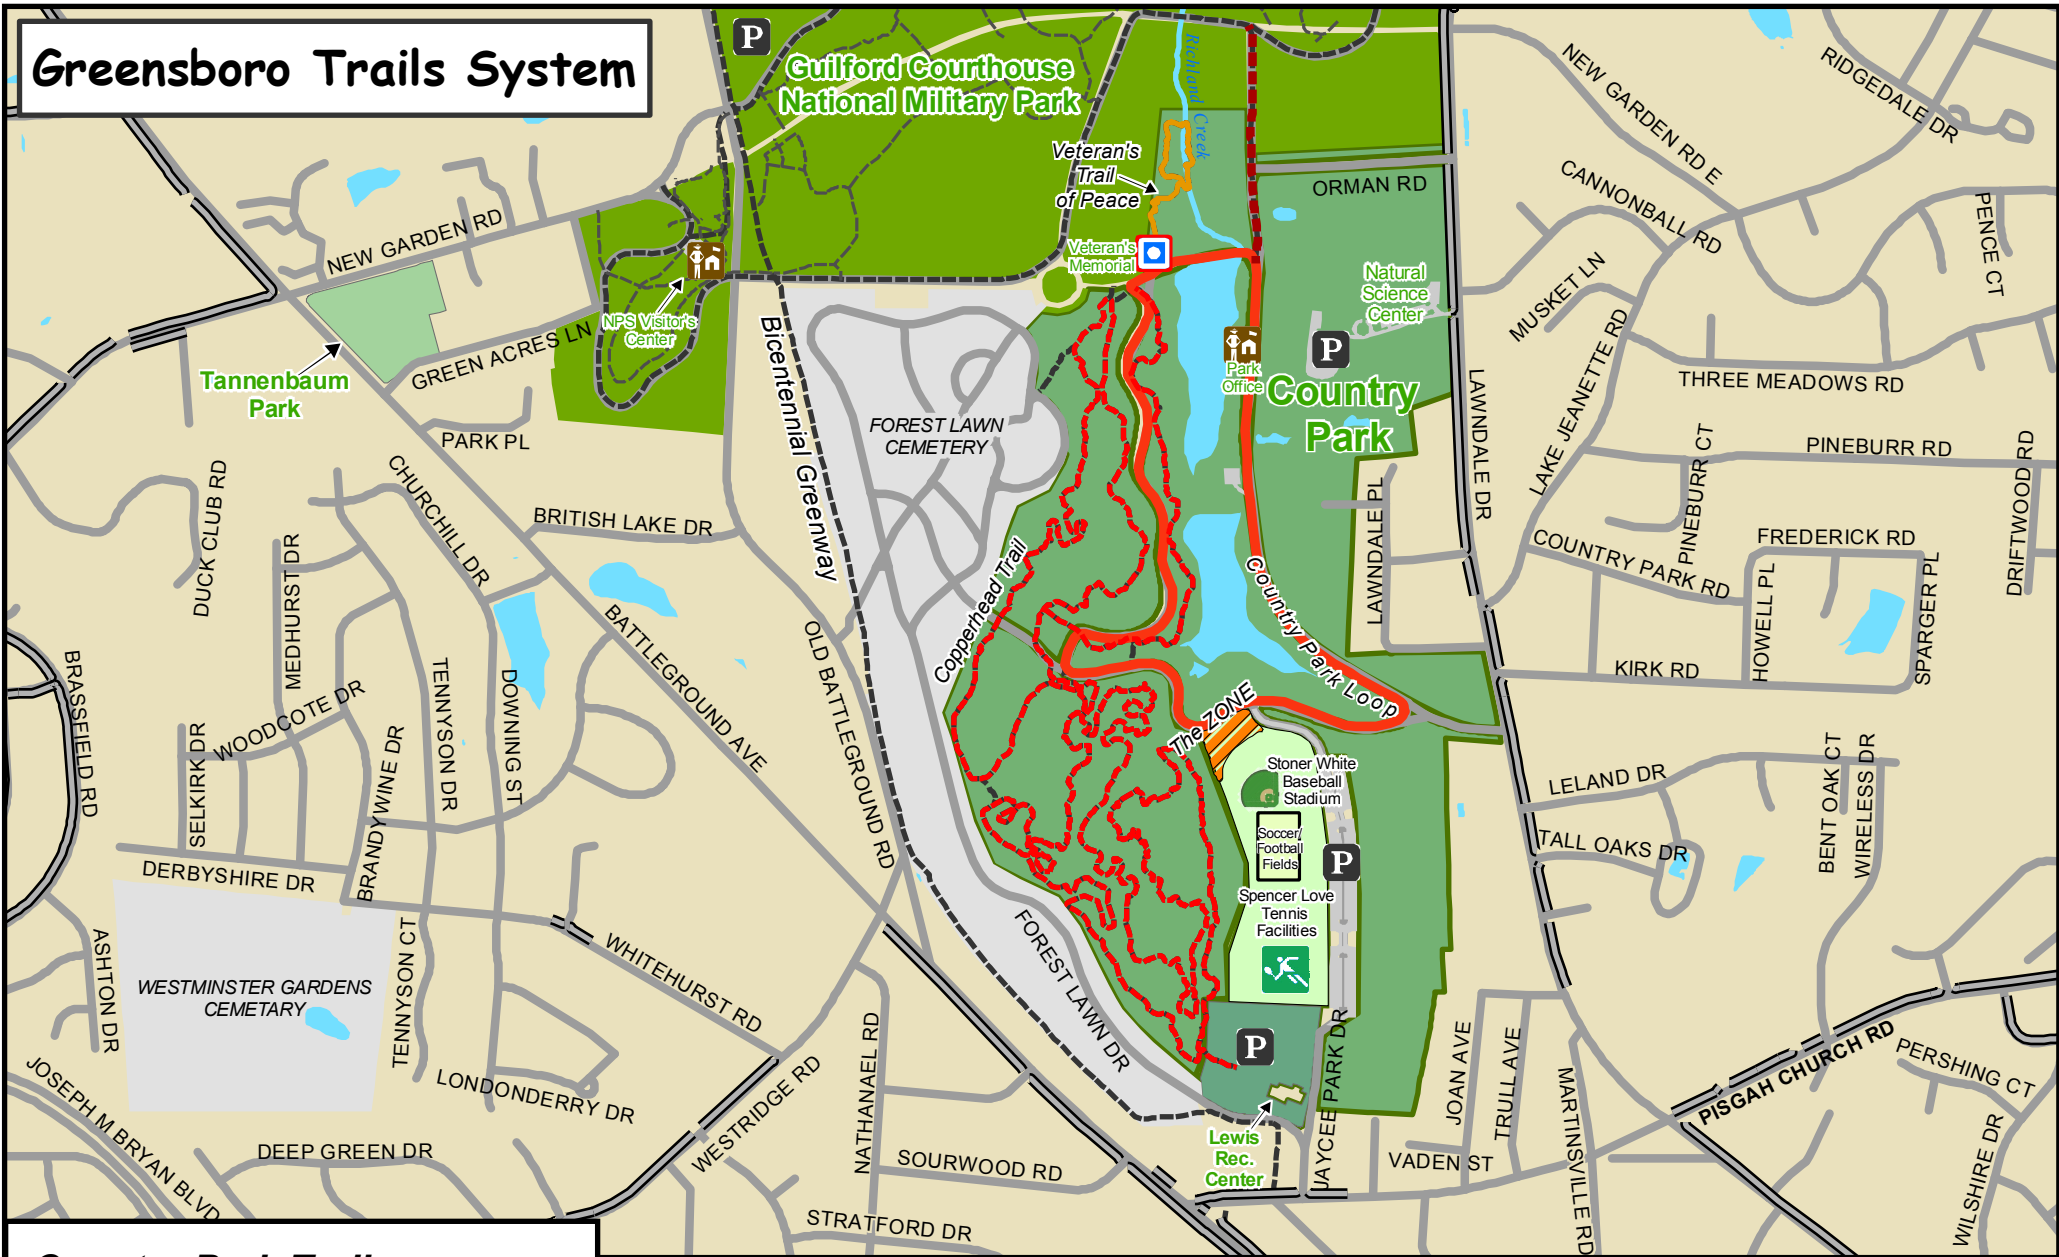 Greensboro Trails System
P
Guilford Courthouse
National Military Park
Richland Creek
Veteran's
Trail
of Peace
Veteran's
Memorial
NEW GARDEN RD
NPS Visitor's
Center
GREEN ACRES LN
Tannenbaum
Park
PARK PL
Bicentennial Greenway
FOREST LAWN
CEMETERY
ORMAN RD
Natural
Science
Center
P
Park
Office
Country
Park
NEW GARDEN RD E
RIDGEDALE DR
CANNONBALL RD
PENCE CT
MUSKET LN
LAKE JEANETTE RD
THREE MEADOWS RD
LAWNDALE DR
PINEBURR RD
PINEBURR CT
DRIFTWOOD RD
LAWNDALE PL
COUNTRY PARK RD
FREDERICK RD
HOWELL PL
SPARGER PL
KIRK RD
DUCK CLUB RD
CHURCHILL DR
BRITISH LAKE DR
MEDHURST DR
BATTLEGROUND AVE
OLD BATTLEGROUND RD
Copperhead Trail
Country Park Loop
The ZONE
BRASSFIELD RD
SELKIRK DR
WOODCOTE DR
BRANDYWINE DR
TENNYSON DR
DOWNING ST
DERBYSHIRE DR
Stoner White
Baseball
Stadium
Soccer/
Football
Fields
P
Spencer Love
Tennis
Facilities
LELAND DR
TALL OAKS DR
BENT OAK CT
WIRELESS DR
ASHTON DR
WESTMINSTER GARDENS
CEMETARY
TENNYSON CT
WHITEHURST RD
FOREST LAWN DR
P
JAYCEE PARK DR
JOAN AVE
TRULL AVE
MARTINSVILLE RD
PISGAH CHURCH RD
PERSHING CT
WILSHIRE DR
JOSEPH M BRYAN BLVD
LONDONDERRY DR
WESTRIDGE RD
NATHANAEL RD
DEEP GREEN DR
SOURWOOD RD
Lewis
Rec.
Center
VADEN ST
STRATFORD DR